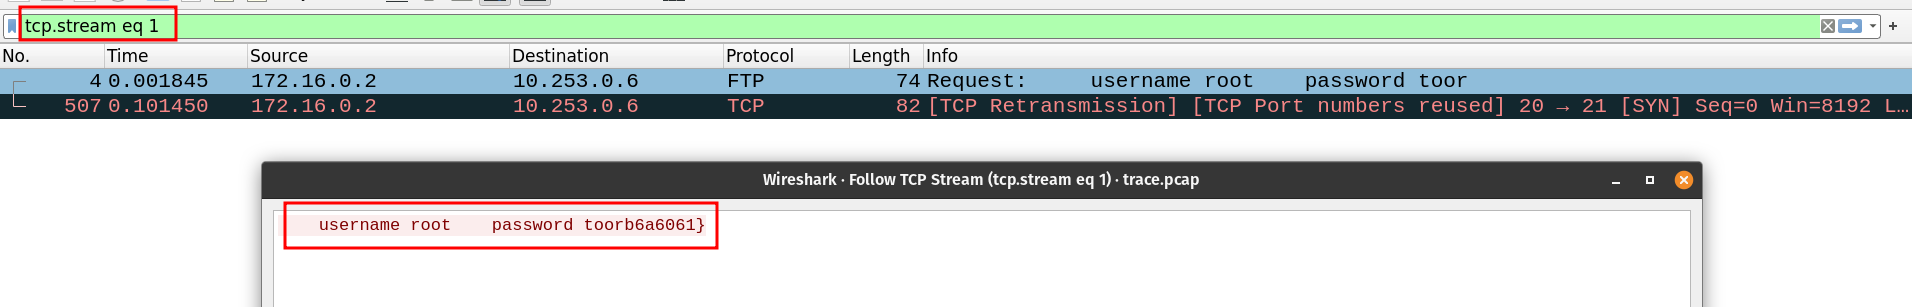 tcp.stream eq 1
No. Time Source Destination Protocol Length Info
4 0.001845 172.16.0.2 10.253.0.6 FTP 74 Request: username root password toor
507 0.101450 172.16.0.2 10.253.0.6 TCP 82 [TCP Retransmission] [TCP Port numbers reused] 20 → 21 [SYN] Seq=0 Win=8192 L…
Wireshark · Follow TCP Stream (tcp.stream eq 1) · trace.pcap
username root password toorb6a6061}